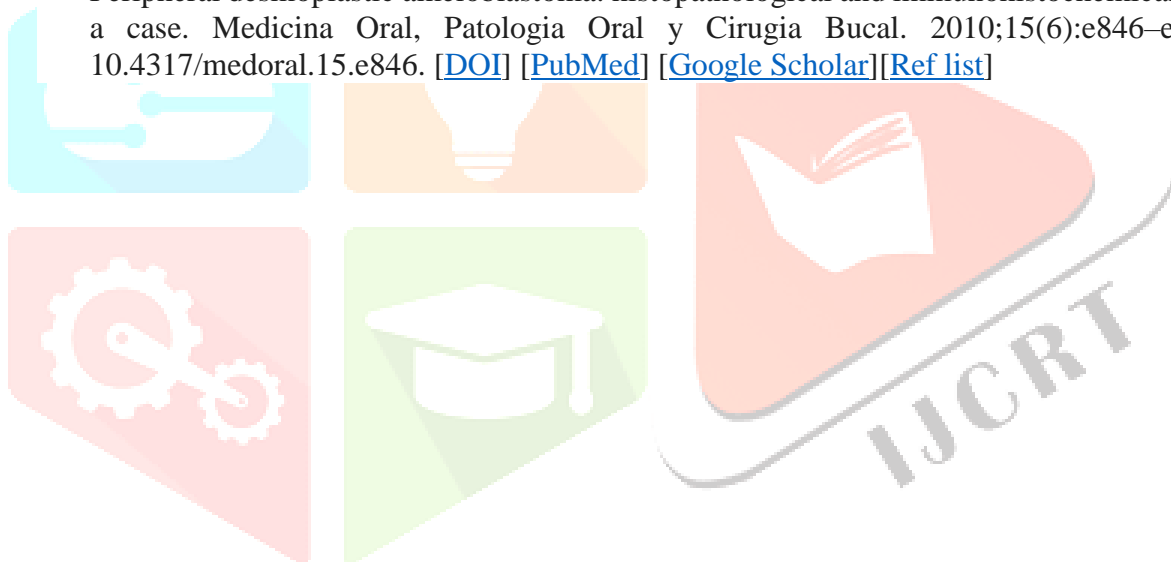 a case. Medicina Oral, Patologia Oral y Cirugia Bucal. 2010;15(6):e846–e
10.4317/medoral.15.e846. [DOI] [PubMed] [Google Scholar][Ref list]
IJCRT